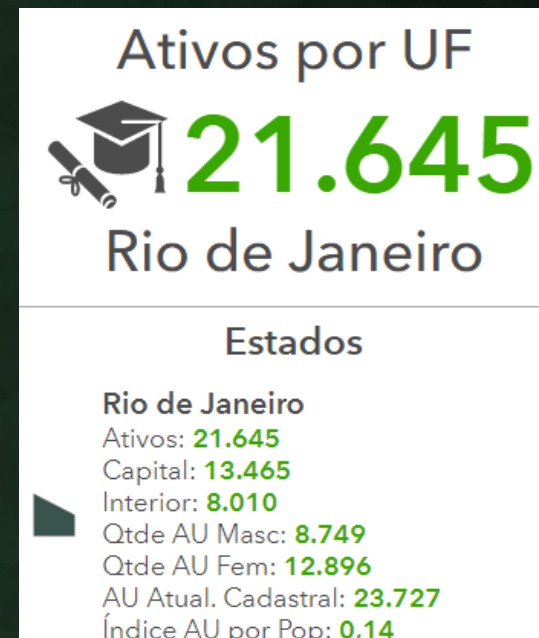 Ativos por UF
21.645
Rio de Janeiro
Estados
Rio de Janeiro
Ativos: 21.645
Capital: 13.465
Interior: 8.010
Qtde AU Masc: 8.749
Qtde AU Fem: 12.896
AU Atual. Cadastral: 23.727
Índice AU por Pop: 0,14